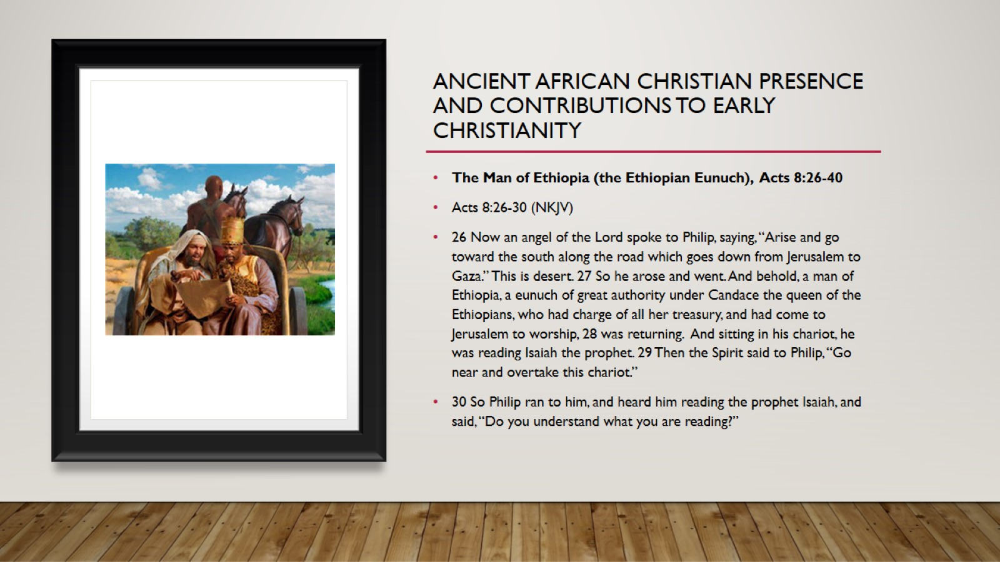 ANCIENT AFRICAN CHRISTIAN PRESENCE
AND CONTRIBUTIONS TO EARLY
CHRISTIANITY
• The Man of Ethiopia (the Ethiopian Eunuch), Acts 8:26-40
• Acts 8:26-30 (NKJV)
• 26 Now an angel of the Lord spoke to Philip, saying, “Arise and go
toward the south along the road which goes down from Jerusalem to
Gaza.” This is desert. 27 So he arose and went. And behold, a man of
Ethiopia, a eunuch of great authority under Candace the queen of the
Ethiopians, who had charge of all her treasury, and had come to
Jerusalem to worship, 28 was returning. And sitting in his chariot, he
was reading Isaiah the prophet. 29 Then the Spirit said to Philip, “Go
near and overtake this chariot.”
• 30 So Philip ran to him, and heard him reading the prophet Isaiah, and
said, “Do you understand what you are reading?”